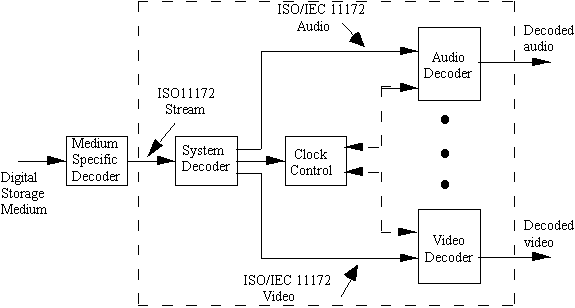 ISO/IEC 11172
Audio
Decoded
audio
Audio
Decoder
ISO11172
Stream
Medium
Specific
Decoder
System
Decoder
Clock
Control
Digital
Storage
Medium
Video
Decoder
Decoded
video
ISO/IEC 11172
Video